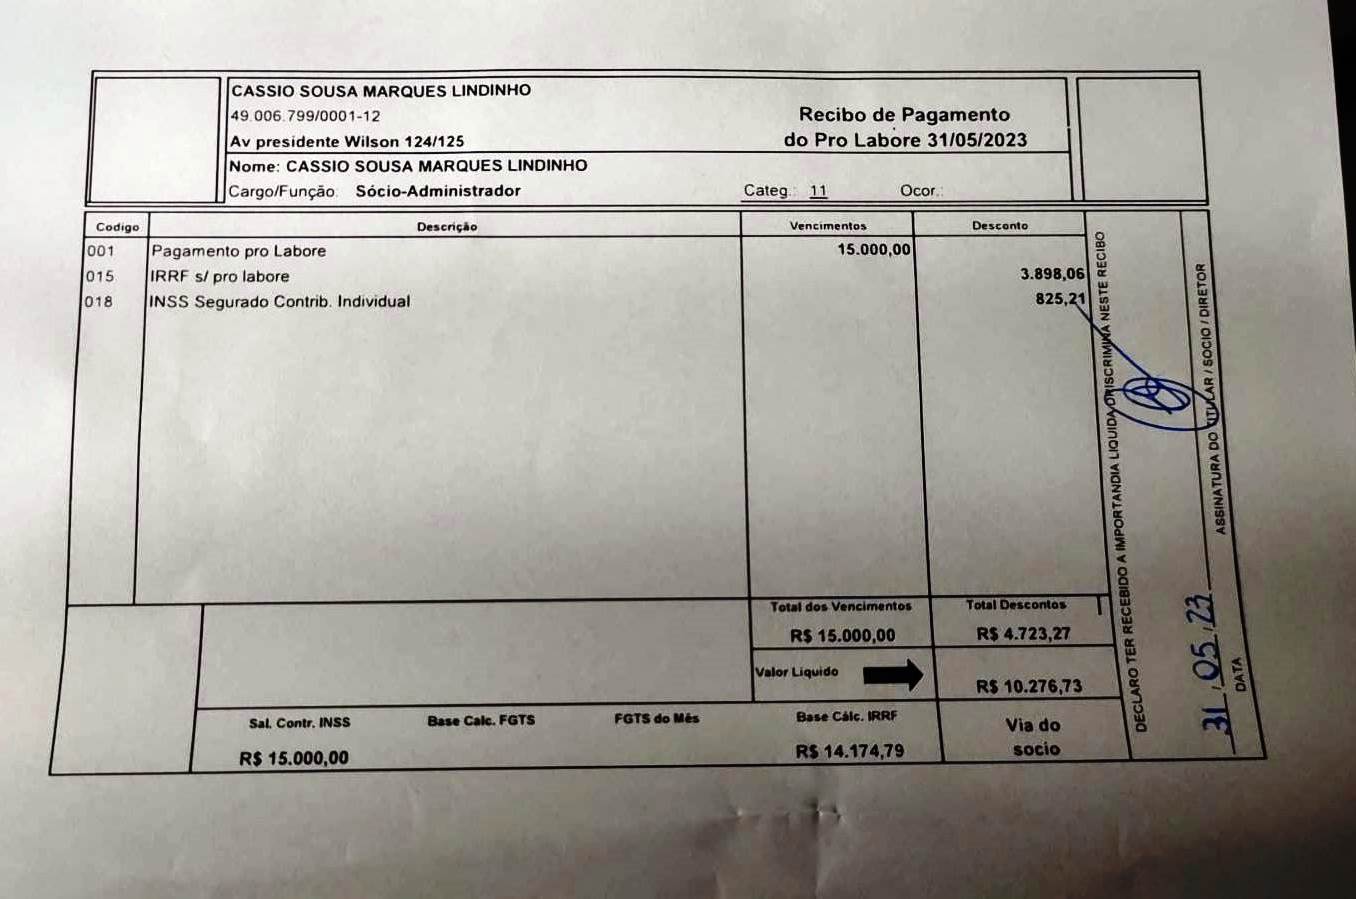 CASSIO SOUSA MARQUES LINDINHO
49.006.799/0001-12
Av presidente Wilson 124/125
Recibo de Pagamento
do Pro Labore 31/05/2023
Nome: CASSIO SOUSA MARQUES LINDINHO
Cargo/Função: Sócio-Administrador Categ.: 11 Ocor.:
Codigo Descrição Vencimentos Desconto
001 Pagamento pro Labore 15.000,00
015 IRRF s/ pro labore 3.898,06
018 INSS Segurado Contrib. Individual 825,21
Total dos Vencimentos Total Descontos
R$ 15.000,00 R$ 4.723,27
Valor Liquido R$ 10.276,73
Sal. Contr. INSS Base Calc. FGTS FGTS do Mês Base Cálc. IRRF
R$ 15.000,00 R$ 14.174,79
Via do
socio
DECLARO TER RECEBIDO A IMPORTANDIA LIQUIDA DRISCRIMINA NESTE RECIBO
31/05/23
DATA
ASSINATURA DO TITULAR / SOCIO / DIRETOR